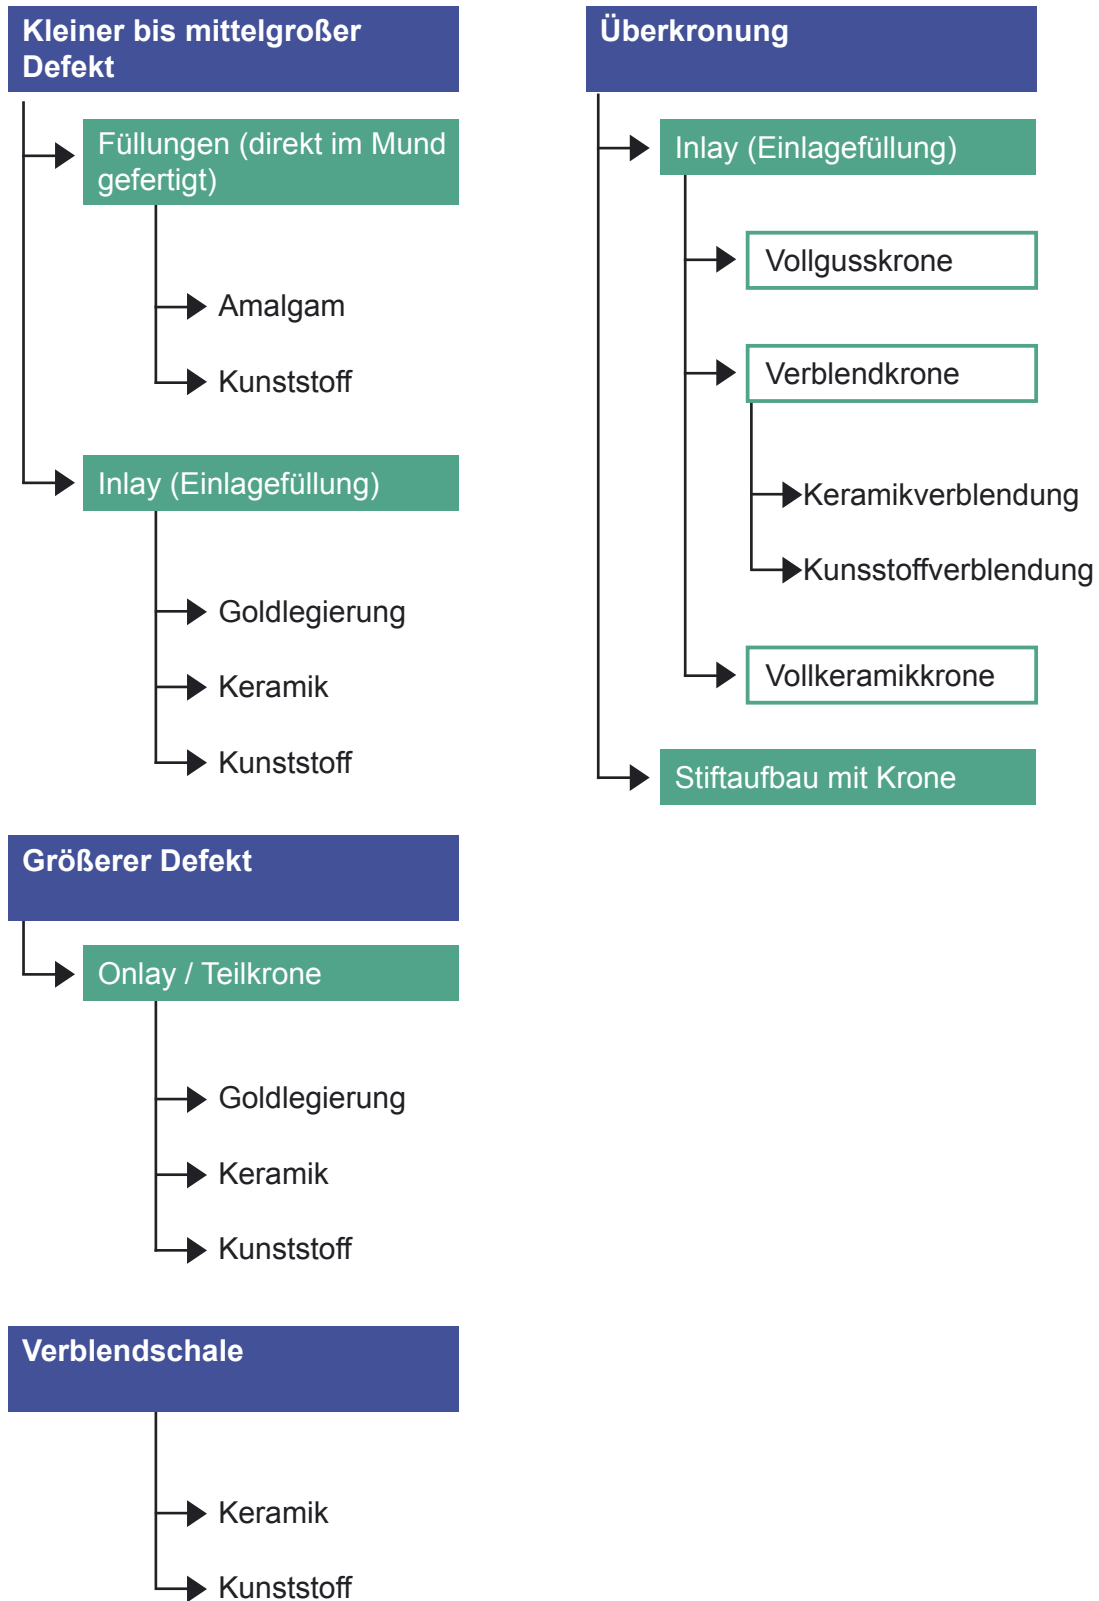 Kleiner bis mittelgroßer
Defekt
Füllungen (direkt im Mund
gefertigt)
Amalgam
Kunststoff
Inlay (Einlagefüllung)
Goldlegierung
Keramik
Kunststoff
Größerer Defekt
Onlay / Teilkrone
Goldlegierung
Keramik
Kunststoff
Verblendschale
Keramik
Kunststoff
Überkronung
Inlay (Einlagefüllung)
Vollgusskrone
Verblendkrone
Keramikverblendung
Kunsstoffverblendung
Vollkeramikkrone
Stiftaufbau mit Krone